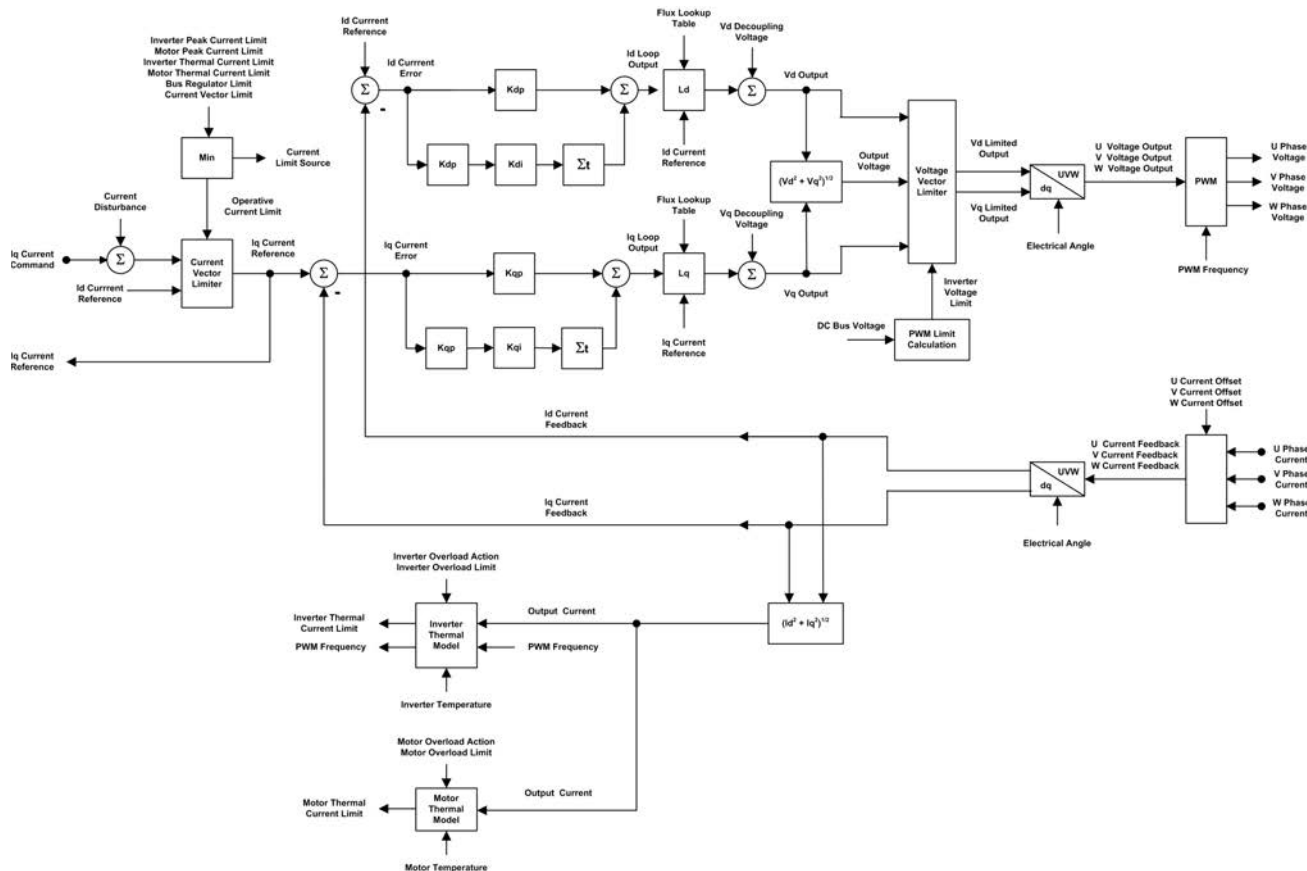 Id Currrent
Reference
Flux Lookup
Table
Vd Decoupling
Voltage
Inverter Peak Current Limit
Motor Peak Current Limit
Inverter Thermal Current Limit
Motor Thermal Current Limit
Bus Regulator Limit
Current Vector Limit
Id Currrent
Error
Id Loop
Output
Vd Output
Σ
-
Kdp
Σ
Ld
Σ
Kdp
Kdi
Σt
Id Current
Reference
Min
Current
Limit Source
Output
Voltage
(Vd² + Vq²)1/2
Voltage
Vector
Limiter
Vd Limited
Output
Vq Limited
Output
UVW
dq
Electrical Angle
U Voltage Output
V Voltage Output
W Voltage Output
PWM
U Phase
Voltage
V Phase
Voltage
W Phase
Voltage
PWM Frequency
Current
Disturbance
Operative
Current Limit
Iq Current
Command
Σ
Id Currrent
Reference
Current
Vector
Limiter
Iq Current
Reference
Iq Current
Reference
Σ
-
Iq Current
Error
Kqp
Σ
Iq Loop
Output
Flux Lookup
Table
Lq
Vq Decoupling
Voltage
Σ
Vq Output
Kqp
Kqi
Σt
Iq Current
Reference
DC Bus Voltage
PWM Limit
Calculation
Inverter
Voltage
Limit
Id Current
Feedback
Iq Current
Feedback
UVW
dq
Electrical Angle
U Current Feedback
V Current Feedback
W Current Feedback
U Current Offset
V Current Offset
W Current Offset
U Phase
Current
V Phase
Current
W Phase
Current
(Id² + Iq²)1/2
Inverter Overload Action
Inverter Overload Limit
Inverter Thermal
Current Limit
PWM Frequency
Inverter
Thermal
Model
Output Current
PWM Frequency
Inverter Temperature
Motor Overload Action
Motor Overload Limit
Motor Thermal
Current Limit
Motor
Thermal
Model
Output Current
Motor Temperature